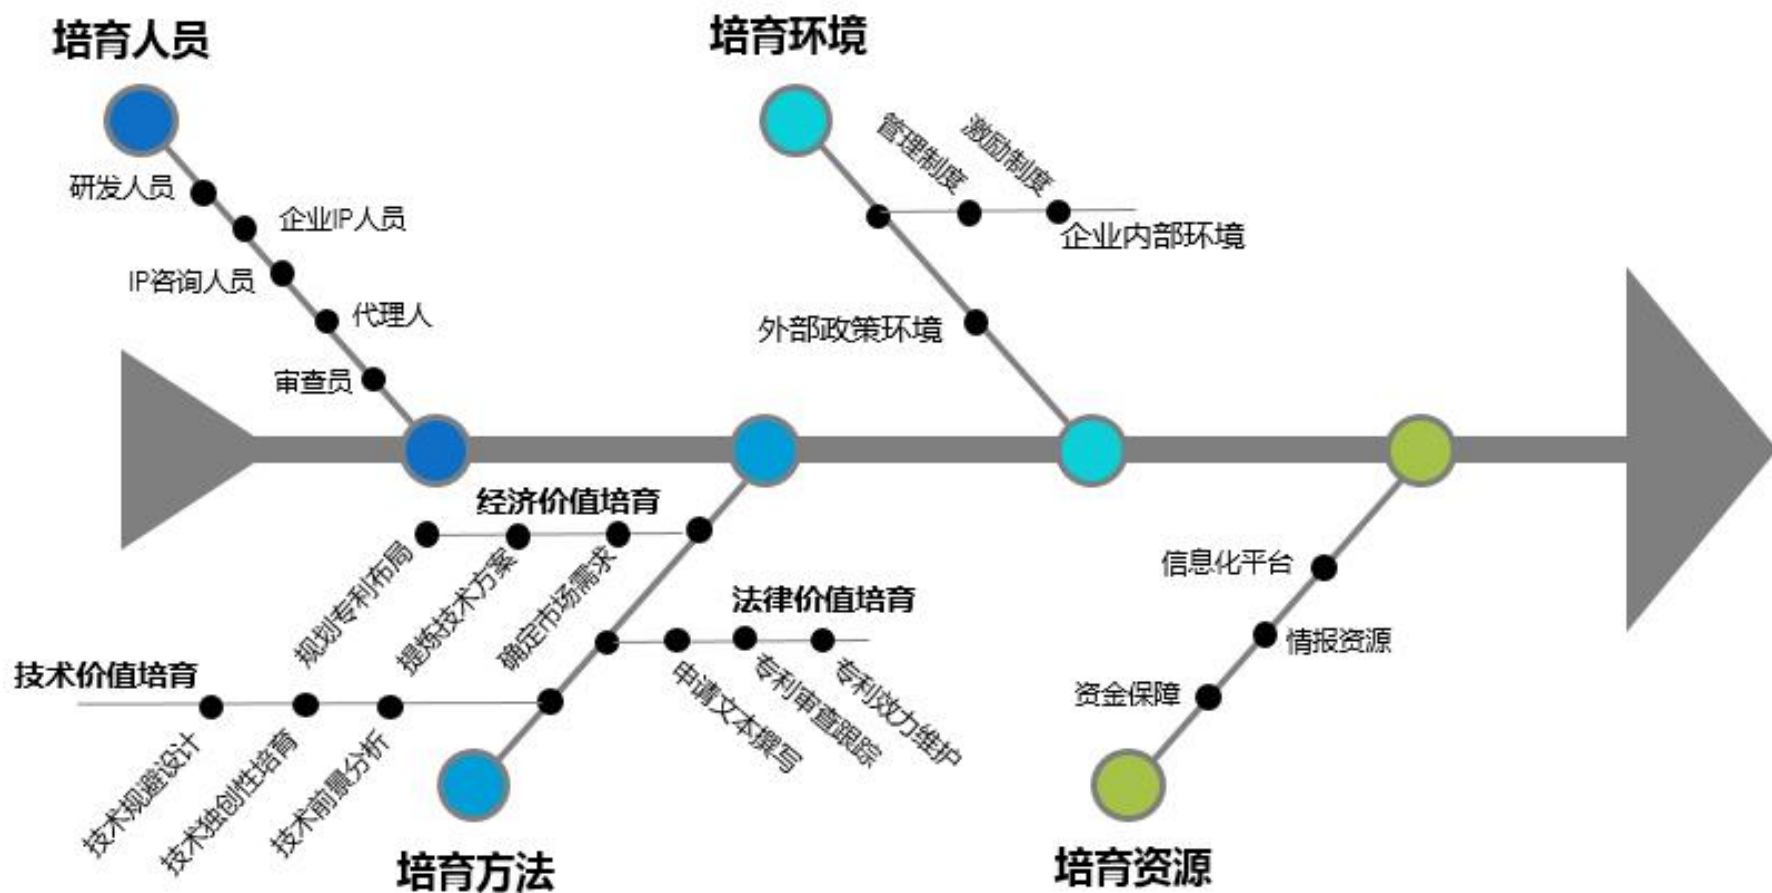 培育人员
研发人员
企业IP人员
IP咨询人员
代理人
审查员
培育环境
管理制度
激励制度
企业内部环境
外部政策环境
经济价值培育
规划专利布局
提炼技术方案
确定市场需求
法律价值培育
申请文本撰写
专利审查跟踪
专利效力维护
技术价值培育
技术规避设计
技术独创性培育
技术前景分析
培育方法
信息化平台
情报资源
资金保障
培育资源